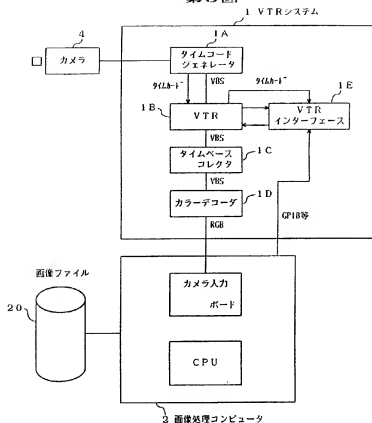 1 VTRシステム
4
カメラ
1A
タイムコード
ジェネレータ
タイムカード
VBS
タイムカード
1B
VTR
1E
VTR
インターフェース
VBS
タイムベース
コレクタ
1C
VBS
カラーデコーダ
1D
RGB
GPIB等
画像ファイル
20
カメラ入力
ボード
CPU
2 画像処理コンピュータ